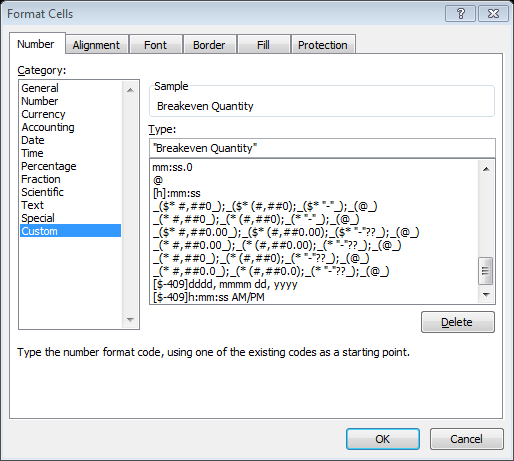 Format Cells
Number Alignment Font Border Fill Protection
Category:
General
Number
Currency
Accounting
Date
Time
Percentage
Fraction
Scientific
Text
Special
Custom
Sample
Breakeven Quantity
Type:
"Breakeven Quantity"
mm:ss.0
@
[h]:mm:ss
_($* #,##0_);_($* (#,##0);_($* "-"_);_(@_)
_(* #,##0_);_(* (#,##0);_(* "-"_);_(@_)
_($* #,##0.00_);_($* (#,##0.00);_($* "-"??_);_(@_)
_(* #,##0.00_);_(* (#,##0.00);_(* "-"??_);_(@_)
_(* #,##0_);_(* (#,##0);_(* "-"??_);_(@_)
_(* #,##0.0_);_(* (#,##0.0);_(* "-"??_);_(@_)
[$-409]dddd, mmmm dd, yyyy
[$-409]h:mm:ss AM/PM
Delete
Type the number format code, using one of the existing codes as a starting point.
OK Cancel